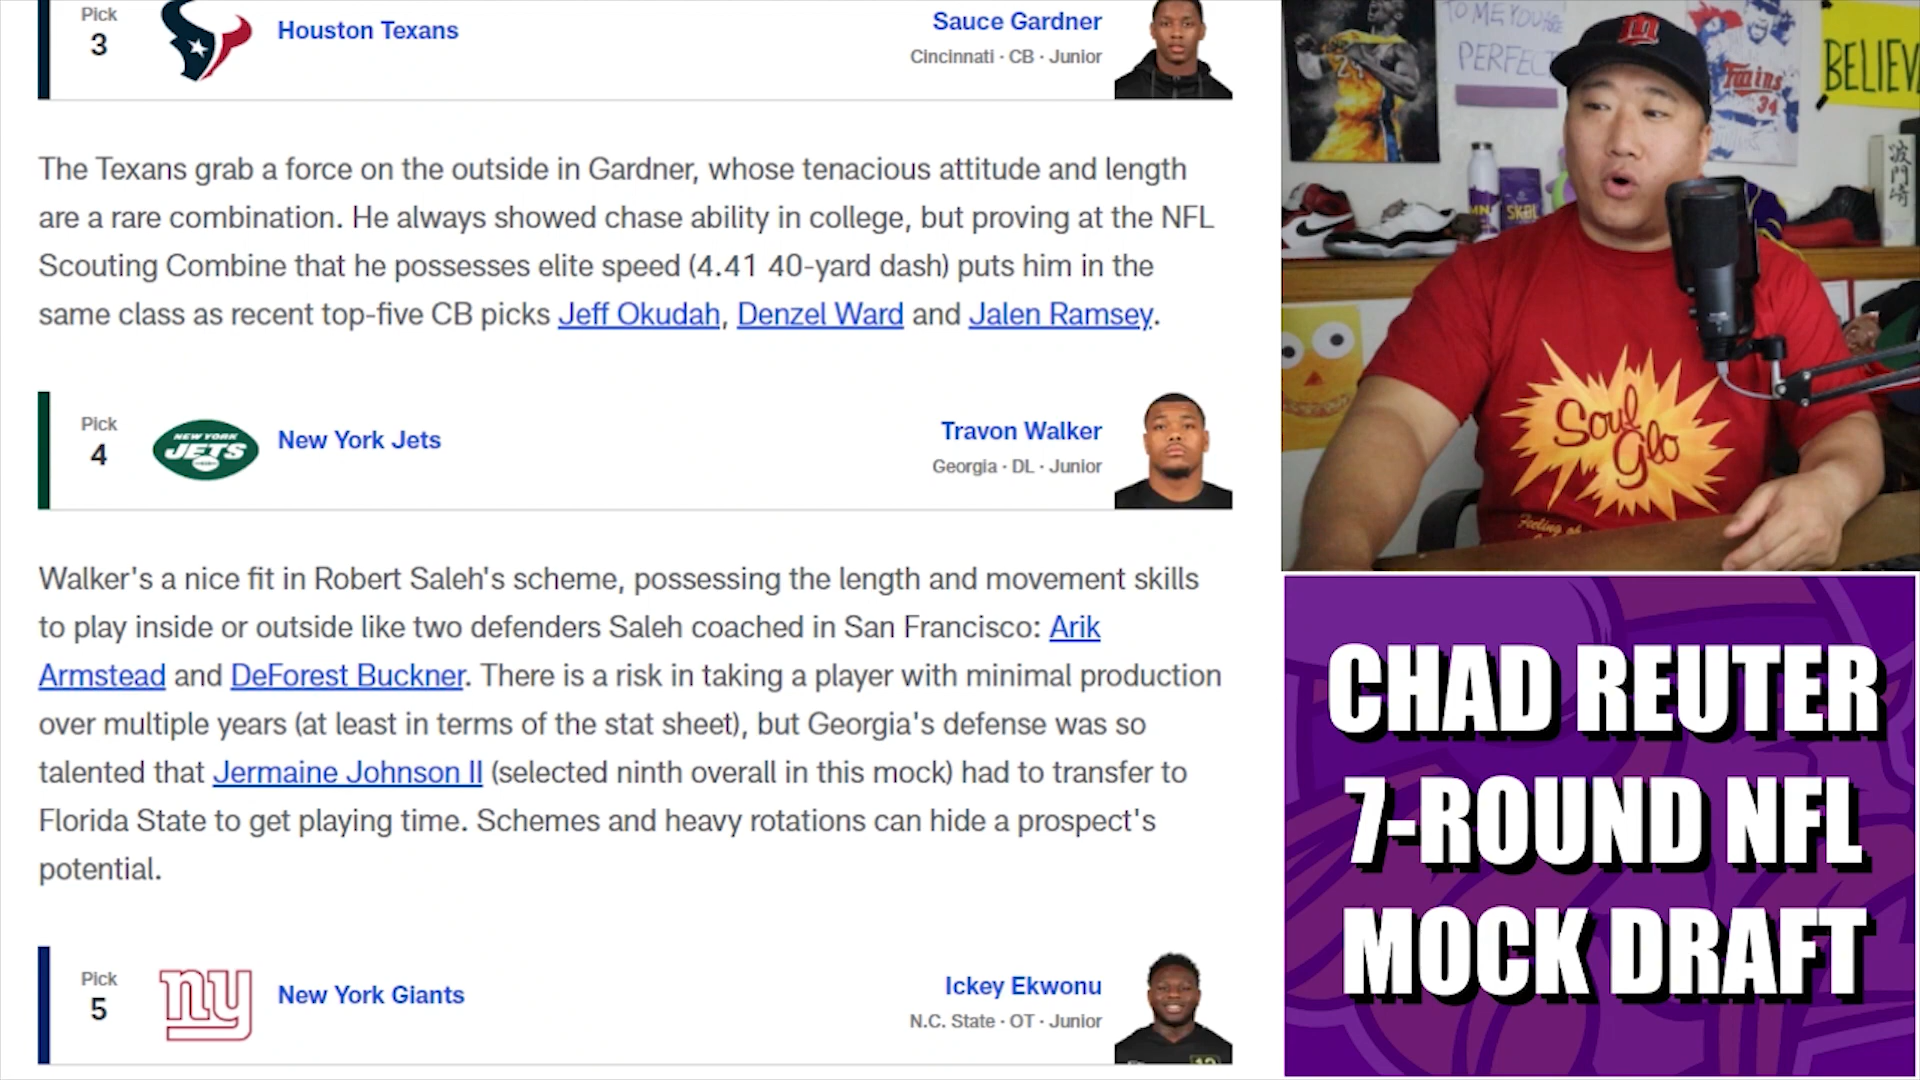 Pick
3
Houston Texans
Sauce Gardner
Cincinnati · CB · Junior
The Texans grab a force on the outside in Gardner, whose tenacious attitude and length
are a rare combination. He always showed chase ability in college, but proving at the NFL
Scouting Combine that he possesses elite speed (4.41 40-yard dash) puts him in the
same class as recent top-five CB picks Jeff Okudah, Denzel Ward and Jalen Ramsey.
Pick
4
NEW YORK
JETS
New York Jets
Travon Walker
Georgia · DL · Junior
Walker's a nice fit in Robert Saleh's scheme, possessing the length and movement skills
to play inside or outside like two defenders Saleh coached in San Francisco: Arik
Armstead and DeForest Buckner. There is a risk in taking a player with minimal production
over multiple years (at least in terms of the stat sheet), but Georgia's defense was so
talented that Jermaine Johnson II (selected ninth overall in this mock) had to transfer to
Florida State to get playing time. Schemes and heavy rotations can hide a prospect's
potential.
Pick
5
ny
New York Giants
Ickey Ekwonu
N.C. State · OT · Junior
24
TO ME YOU ARE
PERFECT
M
Twins
34
BELIEV
MN
SKOL
Soul
Glo
Feeling
CHAD REUTER
7-ROUND NFL
MOCK DRAFT